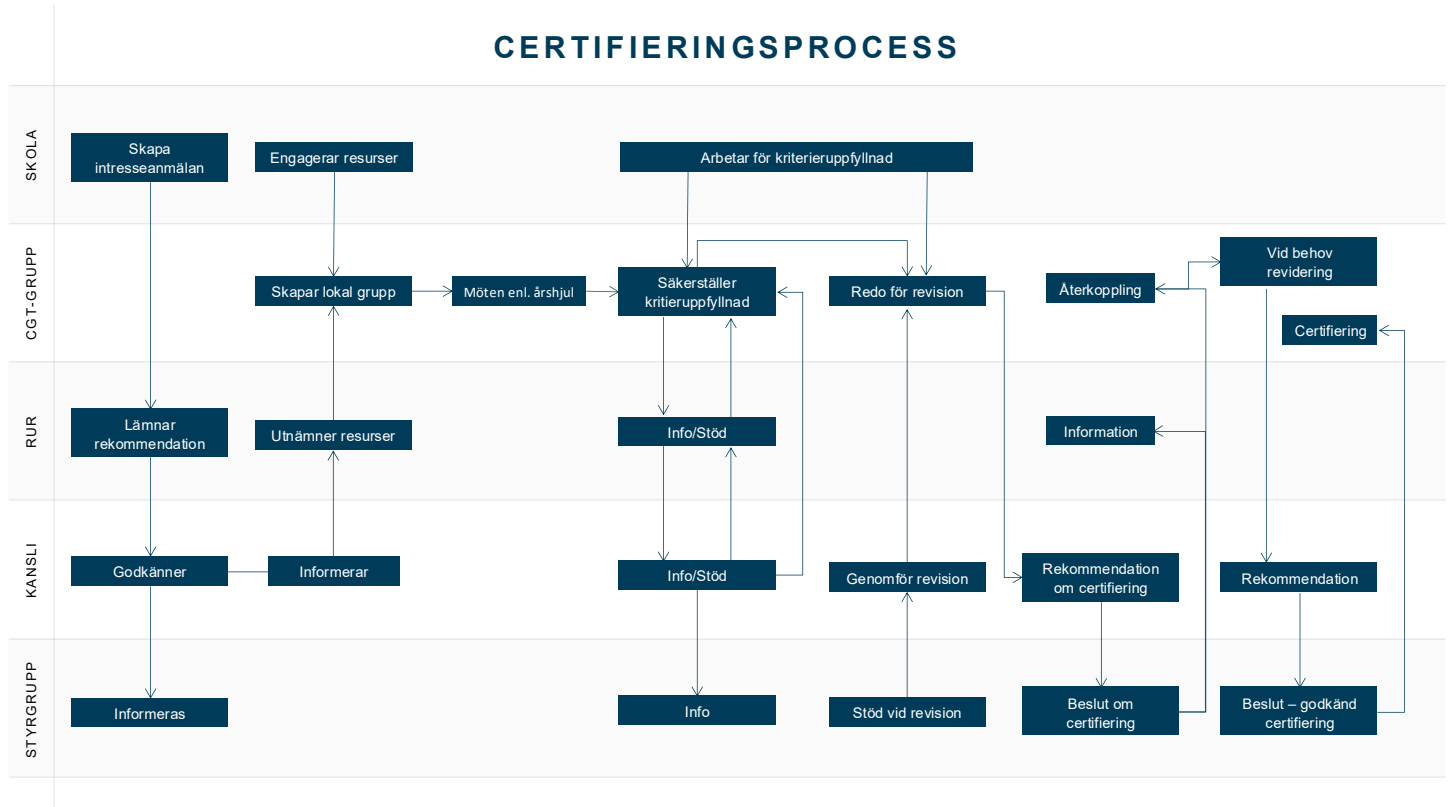 CERTIFIERINGSPROCESS
SKOLA
Skapa
intresseanmälan
Engagerar resurser
Arbetar för kriterieruppfyllnad
CGT-GRUPP
Skapar lokal grupp
Möten enl. årshjul
Säkerställer
kritieruppfyllnad
Redo för revision
Återkoppling
Vid behov
revidering
Certifiering
RUR
Lämnar
rekommendation
Utnämner resurser
Info/Stöd
Information
KANSLI
Godkänner
Informerar
Info/Stöd
Genomför revision
Rekommendation
om certifiering
Rekommendation
STYRGRUPP
Informeras
Info
Stöd vid revision
Beslut om
certifiering
Beslut – godkänd
certifiering